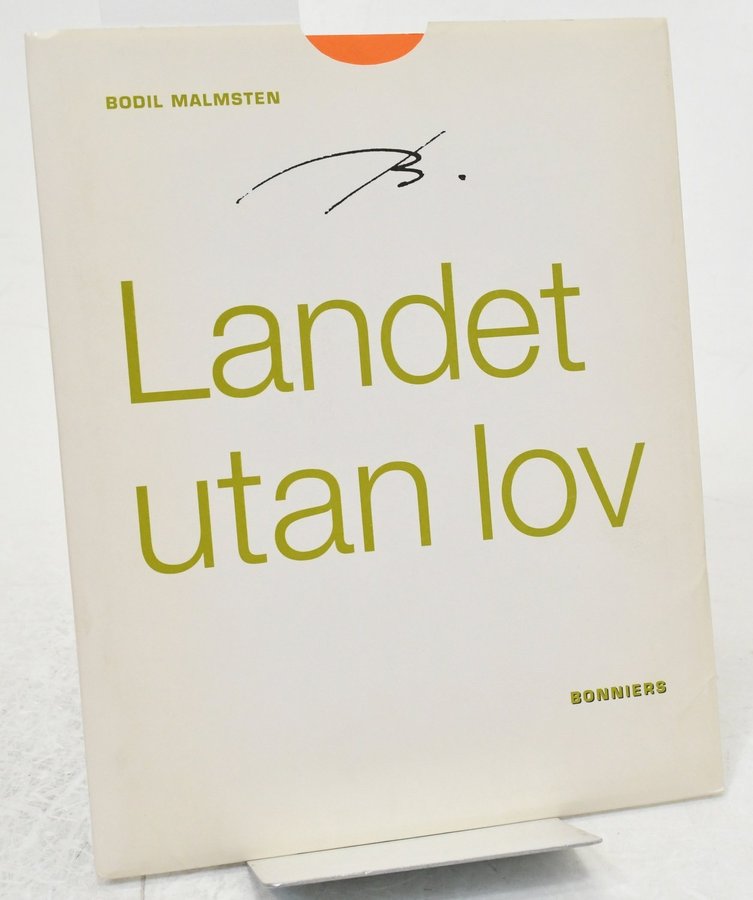 BODIL MALMSTEN
B.
Landet
utan lov
BONNIERS